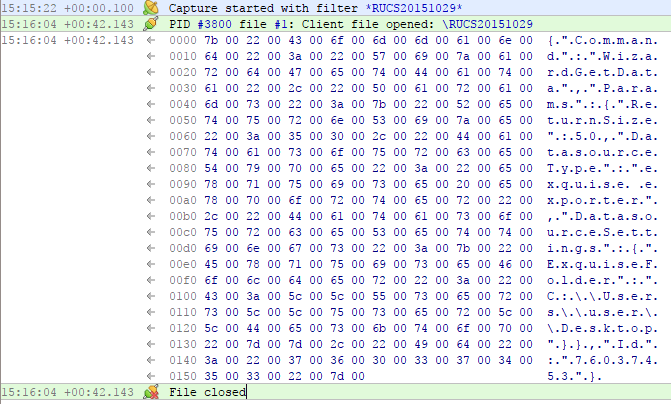 15:15:22 +00:00.100 Capture started with filter *RUCS20151029*
15:16:04 +00:42.143 PID #3800 file #1: Client file opened: \RUCS20151029
15:16:04 +00:42.143 0000 7b 00 22 00 43 00 6f 00 6d 00 6d 00 61 00 6e 00 {.".C.o.m.m.a.n.
0010 64 00 22 00 3a 00 22 00 57 00 69 00 7a 00 61 00 d.".:.".W.i.z.a.
0020 72 00 64 00 47 00 65 00 74 00 44 00 61 00 74 00 r.d.G.e.t.D.a.t.
0030 61 00 22 00 2c 00 22 00 50 00 61 00 72 00 61 00 a.".,.".P.a.r.a.
0040 6d 00 73 00 22 00 3a 00 7b 00 22 00 52 00 65 00 m.s.".:.{.".R.e.
0050 74 00 75 00 72 00 6e 00 53 00 69 00 7a 00 65 00 t.u.r.n.S.i.z.e.
0060 22 00 3a 00 35 00 30 00 2c 00 22 00 44 00 61 00 ".:.5.0.,.".D.a.
0070 74 00 61 00 73 00 6f 00 75 00 72 00 63 00 65 00 t.a.s.o.u.r.c.e.
0080 54 00 79 00 70 00 65 00 22 00 3a 00 22 00 65 00 T.y.p.e.".:.".e.
0090 78 00 71 00 75 00 69 00 73 00 65 00 20 00 65 00 x.q.u.i.s.e. .e.
00a0 78 00 70 00 6f 00 72 00 74 00 65 00 72 00 22 00 x.p.o.r.t.e.r.".
00b0 2c 00 22 00 44 00 61 00 74 00 61 00 73 00 6f 00 ,.".D.a.t.a.s.o.
00c0 75 00 72 00 63 00 65 00 53 00 65 00 74 00 74 00 u.r.c.e.S.e.t.t.
00d0 69 00 6e 00 67 00 73 00 22 00 3a 00 7b 00 22 00 i.n.g.s.".:.{.".
00e0 45 00 78 00 71 00 75 00 69 00 73 00 65 00 46 00 E.x.q.u.i.s.e.F.
00f0 6f 00 6c 00 64 00 65 00 72 00 22 00 3a 00 22 00 o.l.d.e.r.".:.".
0100 43 00 3a 00 5c 00 5c 00 55 00 73 00 65 00 72 00 C.:.\.\.U.s.e.r.
0110 73 00 5c 00 5c 00 75 00 73 00 65 00 72 00 5c 00 s.\.\.u.s.e.r.\.
0120 5c 00 44 00 65 00 73 00 6b 00 74 00 6f 00 70 00 \.D.e.s.k.t.o.p.
0130 22 00 7d 00 7d 00 2c 00 22 00 49 00 64 00 22 00 ".}.}.,.".I.d.".
0140 3a 00 22 00 37 00 36 00 30 00 33 00 37 00 34 00 :.".7.6.0.3.7.4.
0150 35 00 33 00 22 00 7d 00 5.3.".}.
15:16:04 +00:42.143 File closed